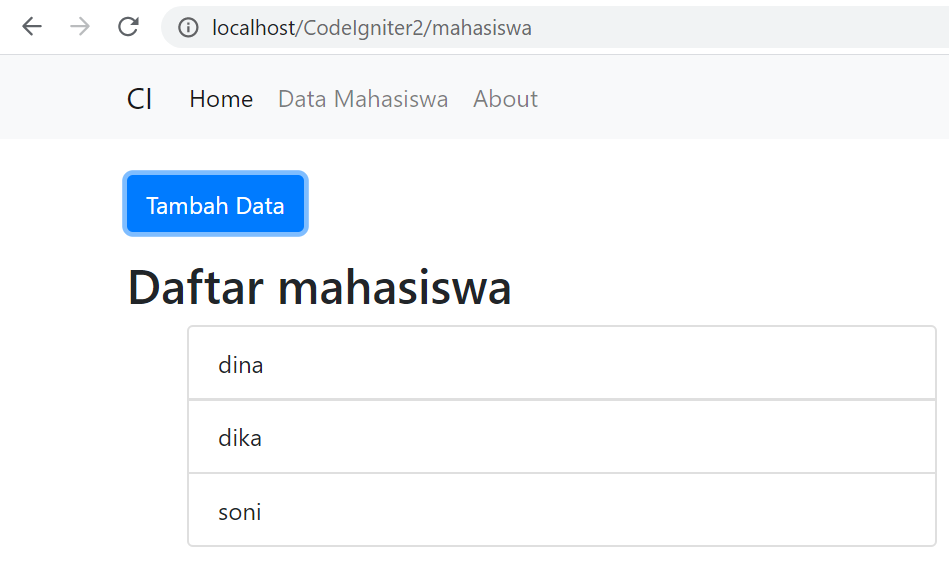 localhost/CodeIgniter2/mahasiswa
CI Home Data Mahasiswa About
Tambah Data
Daftar mahasiswa
dina
dika
soni